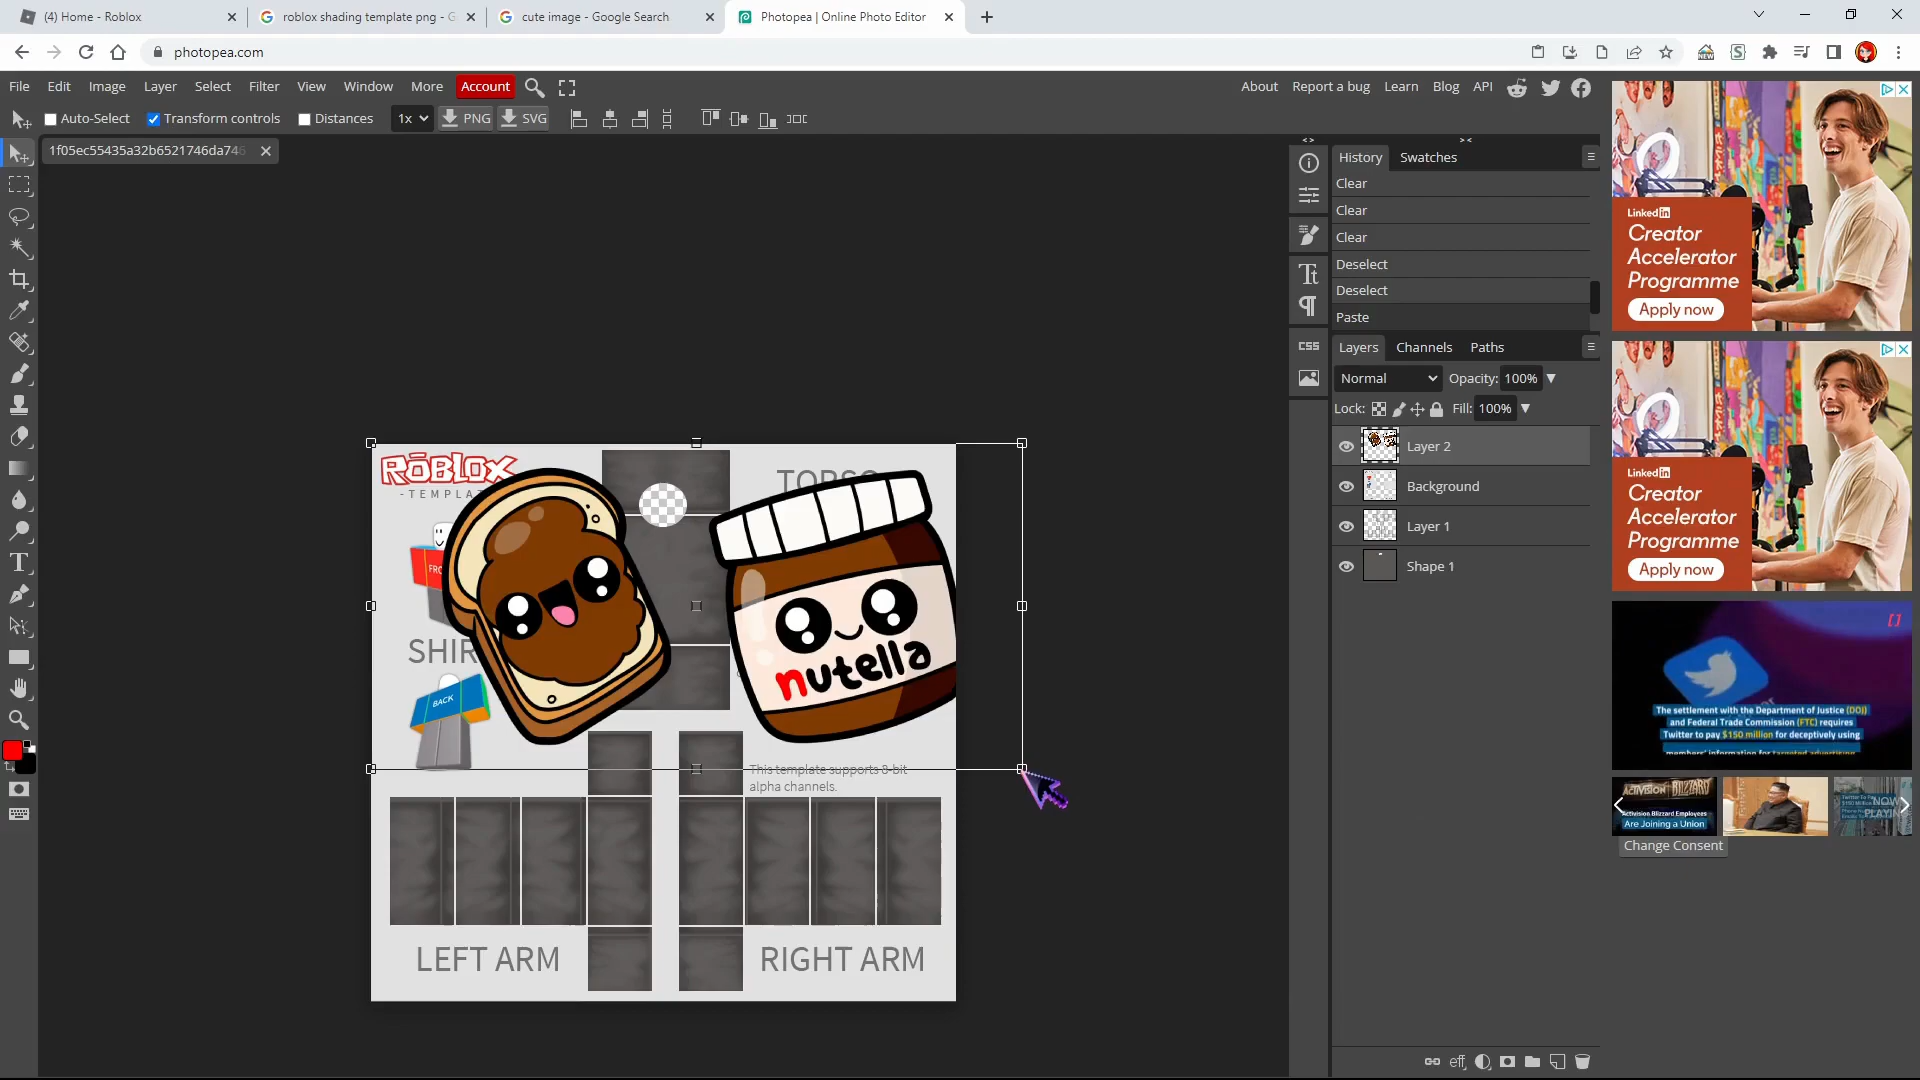 (4) Home - Roblox
roblox shading template png - G
cute image - Google Search
Photopea | Online Photo Editor
photopea.com
File Edit Image Layer Select Filter View Window More Account
About Report a bug Learn Blog API
Auto-Select Transform controls Distances 1x PNG SVG
1f05ec55435a32b6521746da746
History Swatches
Clear
Clear
Clear
Deselect
Deselect
Paste
Layers Channels Paths
Normal Opacity: 100%
Lock: Fill: 100%
Layer 2
Background
Layer 1
Shape 1
CSS
eff
ROBLOX
FRO
BACK
nutella
This template supports 8-bit
alpha channels.
LEFT ARM
RIGHT ARM
LinkedIn
Creator
Accelerator
Programme
Apply now
LinkedIn
Creator
Accelerator
Programme
Apply now
The settlement with the Department of Justice (DOJ)
and Federal Trade Commission (FTC) requires
Twitter to pay $150 million for deceptively using
members' information for targeted advertising
ACTIVISION BLIZZARD
Activision Blizzard Employees
Are Joining a Union
NOW
PLAYIN
Change Consent